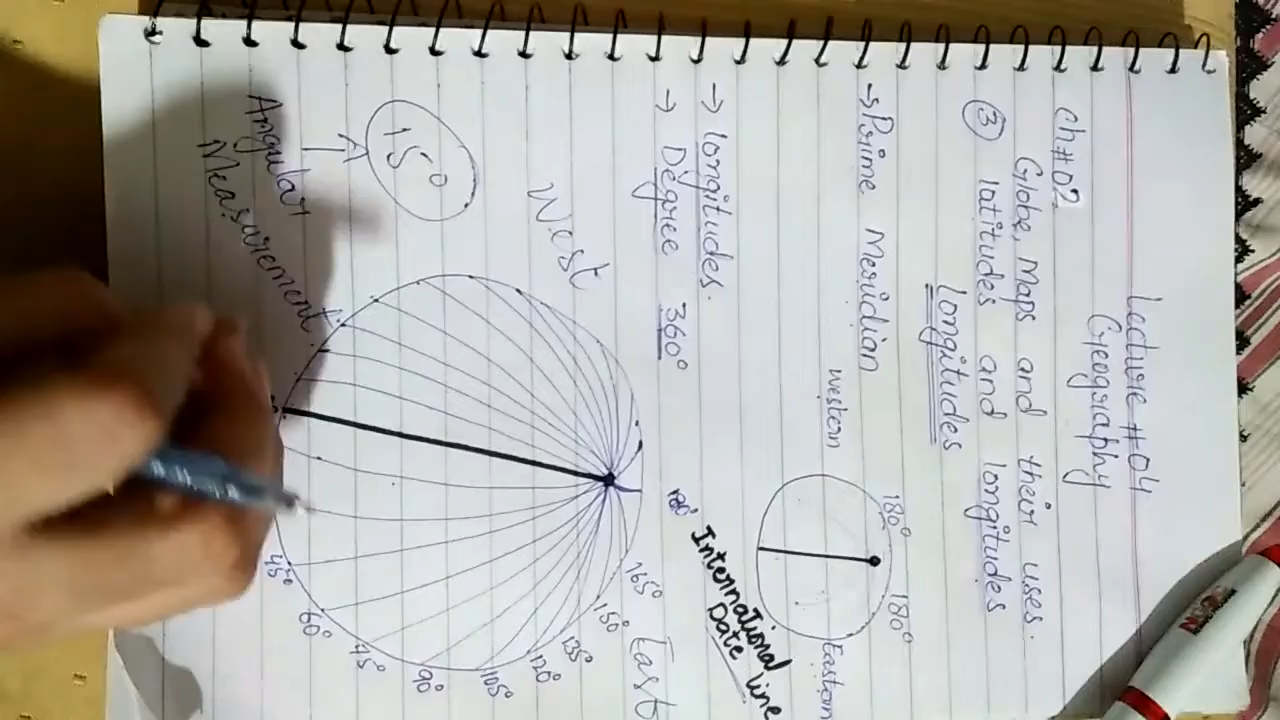 Lecture # 04
Geography
Ch # 02
Globe, Maps and their uses.
③ latitudes and longitudes
longitudes
→ Prime Meridian
Western
180°
180°
Eastern
→ longitudes.
→ Degree 360°
180°
International
Date line
West
East
165°
150°
135°
120°
105°
90°
75°
60°
45°
15°
Angular
Measurement